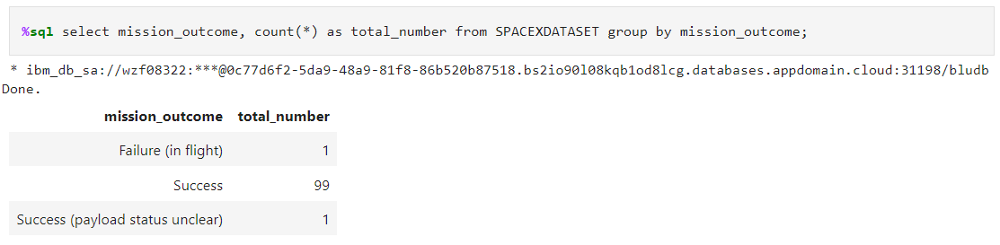 %sql select mission_outcome, count(*) as total_number from SPACEXDATASET group by mission_outcome;
* ibm_db_sa://wzf08322:***@0c77d6f2-5da9-48a9-81f8-86b520b87518.bs2io90l08kqb1od8lcg.databases.appdomain.cloud:31198/bludb
Done.
mission_outcome total_number
Failure (in flight) 1
Success 99
Success (payload status unclear) 1